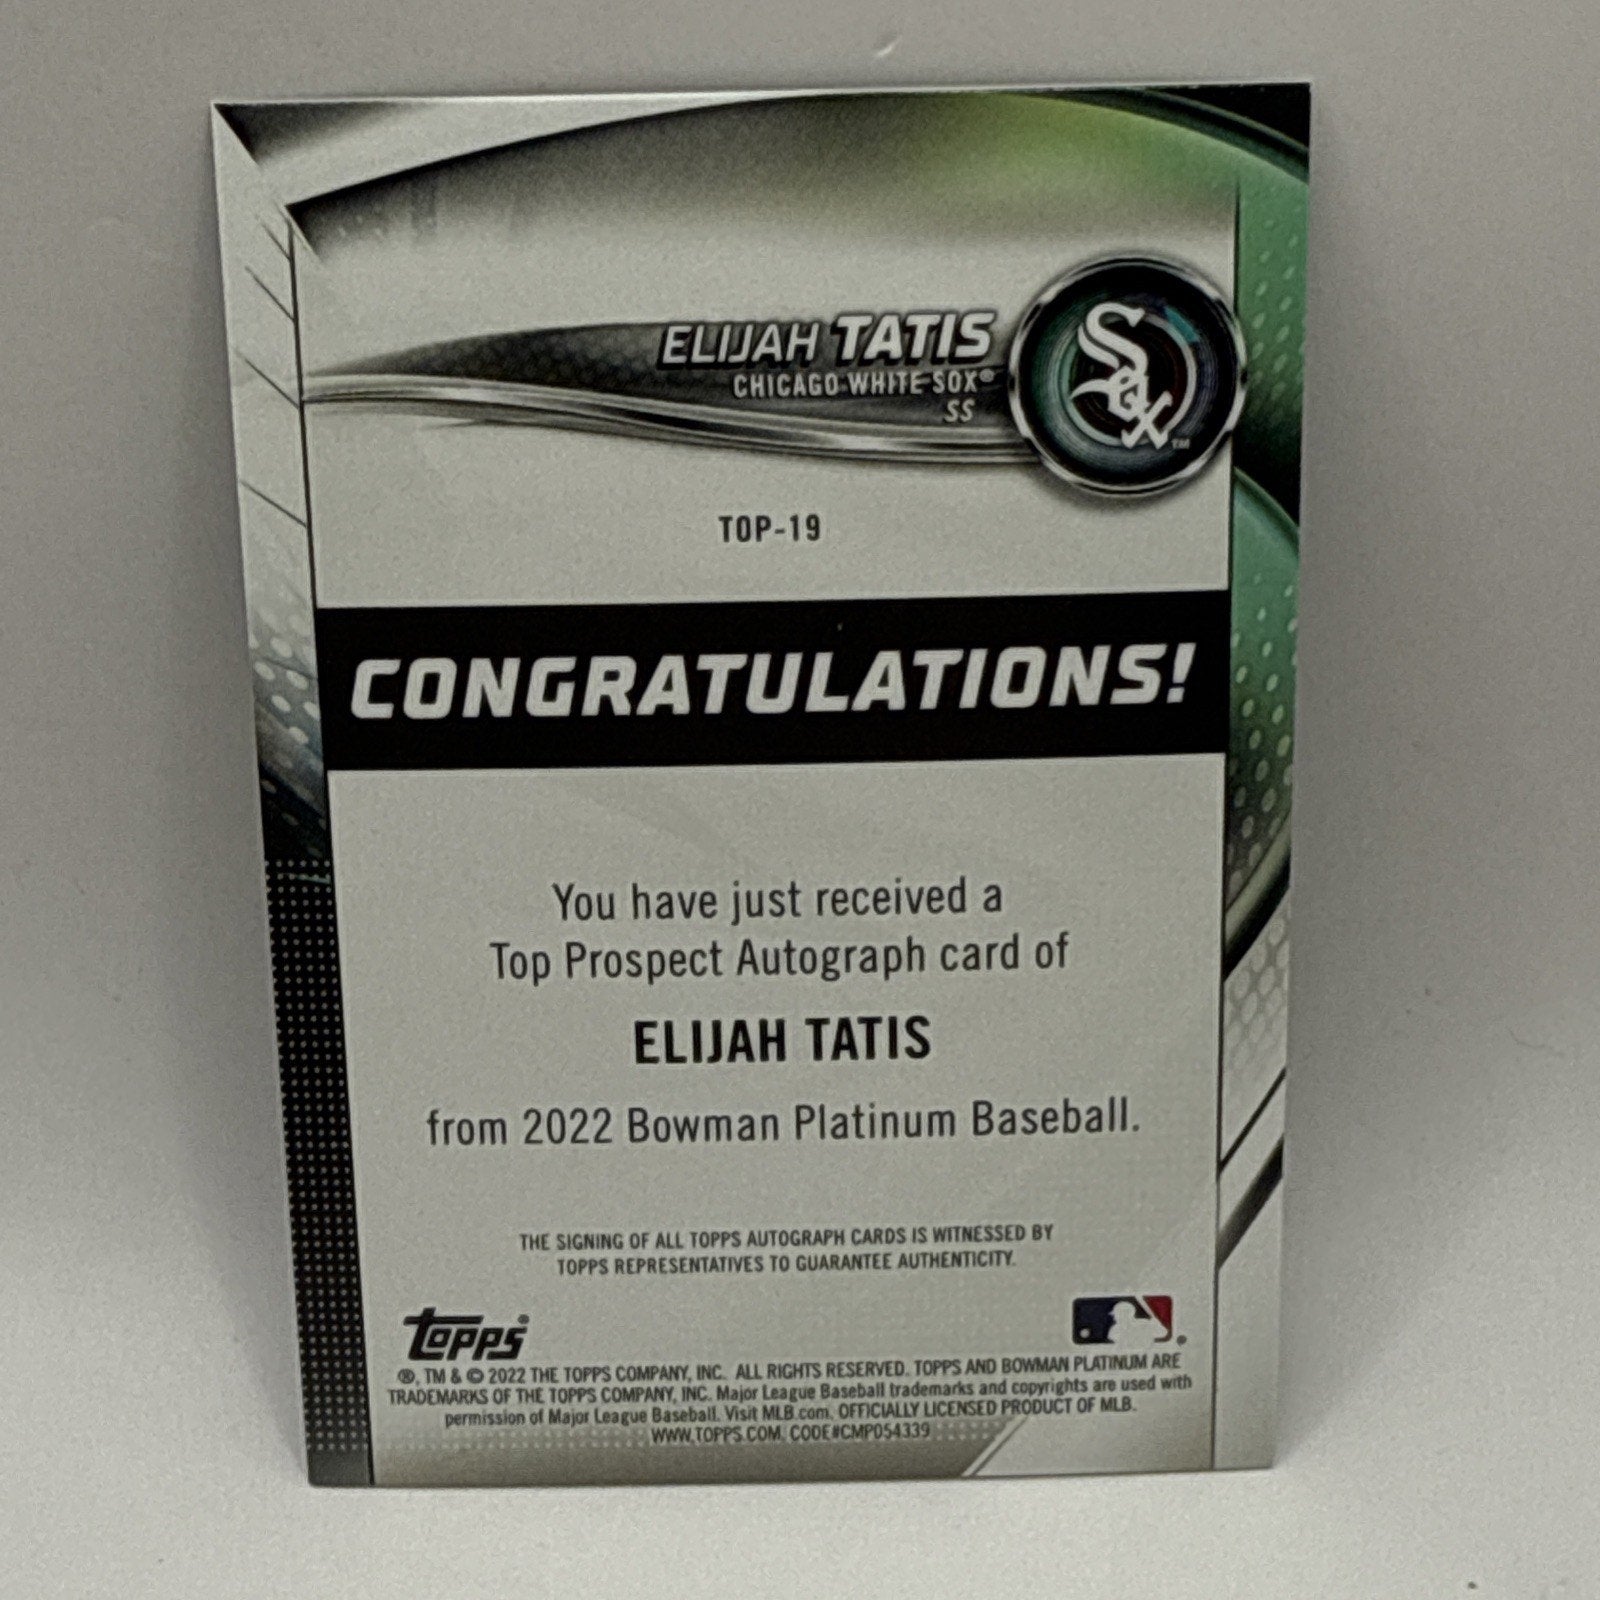 ELIJAH TATIS
CHICAGO WHITE SOX®
SS
Sox™
TOP-19
CONGRATULATIONS!
You have just received a
Top Prospect Autograph card of
ELIJAH TATIS
from 2022 Bowman Platinum Baseball.
THE SIGNING OF ALL TOPPS AUTOGRAPH CARDS IS WITNESSED BY
TOPPS REPRESENTATIVES TO GUARANTEE AUTHENTICITY.
topps®
®, TM & © 2022 THE TOPPS COMPANY, INC. ALL RIGHTS RESERVED. TOPPS AND BOWMAN PLATINUM ARE
TRADEMARKS OF THE TOPPS COMPANY, INC. Major League Baseball trademarks and copyrights are used with
permission of Major League Baseball. Visit MLB.com. OFFICIALLY LICENSED PRODUCT OF MLB.
WWW.TOPPS.COM. CODE#CMP054339